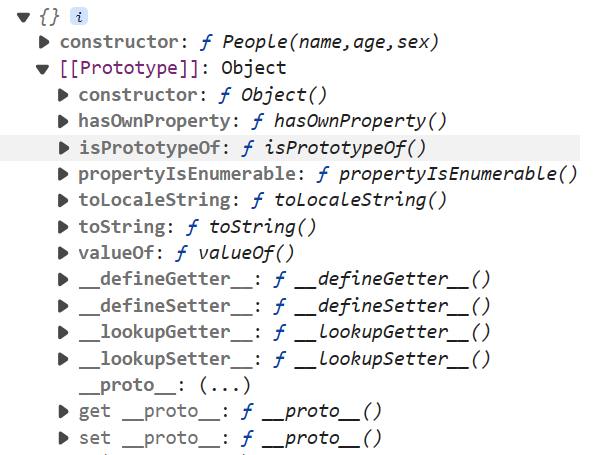 {} i
constructor: ƒ People(name,age,sex)
[[Prototype]]: Object
constructor: ƒ Object()
hasOwnProperty: ƒ hasOwnProperty()
isPrototypeOf: ƒ isPrototypeOf()
propertyIsEnumerable: ƒ propertyIsEnumerable()
toLocaleString: ƒ toLocaleString()
toString: ƒ toString()
valueOf: ƒ valueOf()
__defineGetter__: ƒ __defineGetter__()
__defineSetter__: ƒ __defineSetter__()
__lookupGetter__: ƒ __lookupGetter__()
__lookupSetter__: ƒ __lookupSetter__()
__proto__: (...)
get __proto__: ƒ __proto__()
set __proto__: ƒ __proto__()